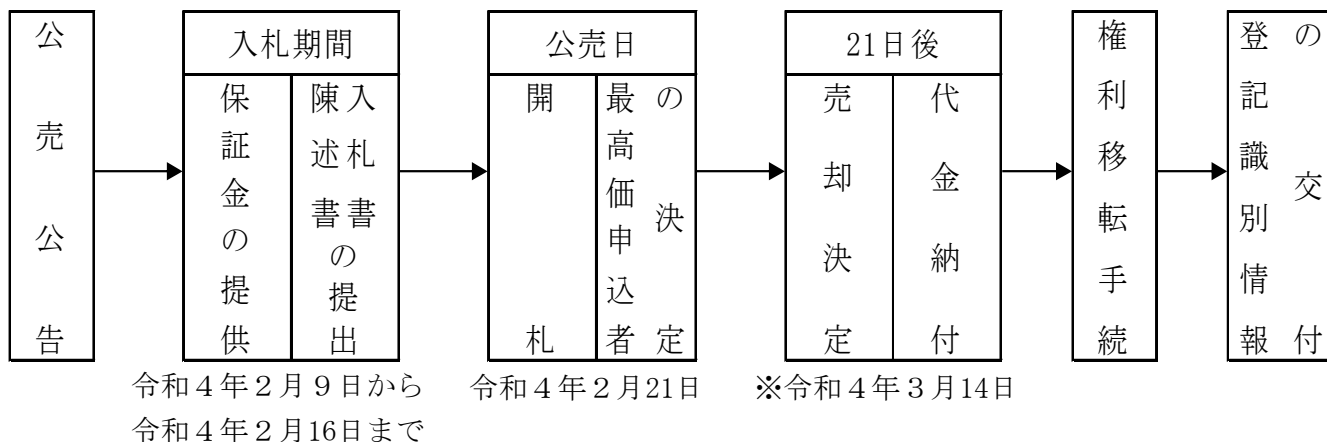 公売公告
入札期間
保証金の提供
入札書
陳述書
の提出
令和４年２月９日から
令和４年２月16日まで
公売日
開札
最高価申込者
の決定
令和４年２月21日
21日後
売却決定
代金納付
※令和４年３月14日
権利移転手続
登記識別情報
の交付